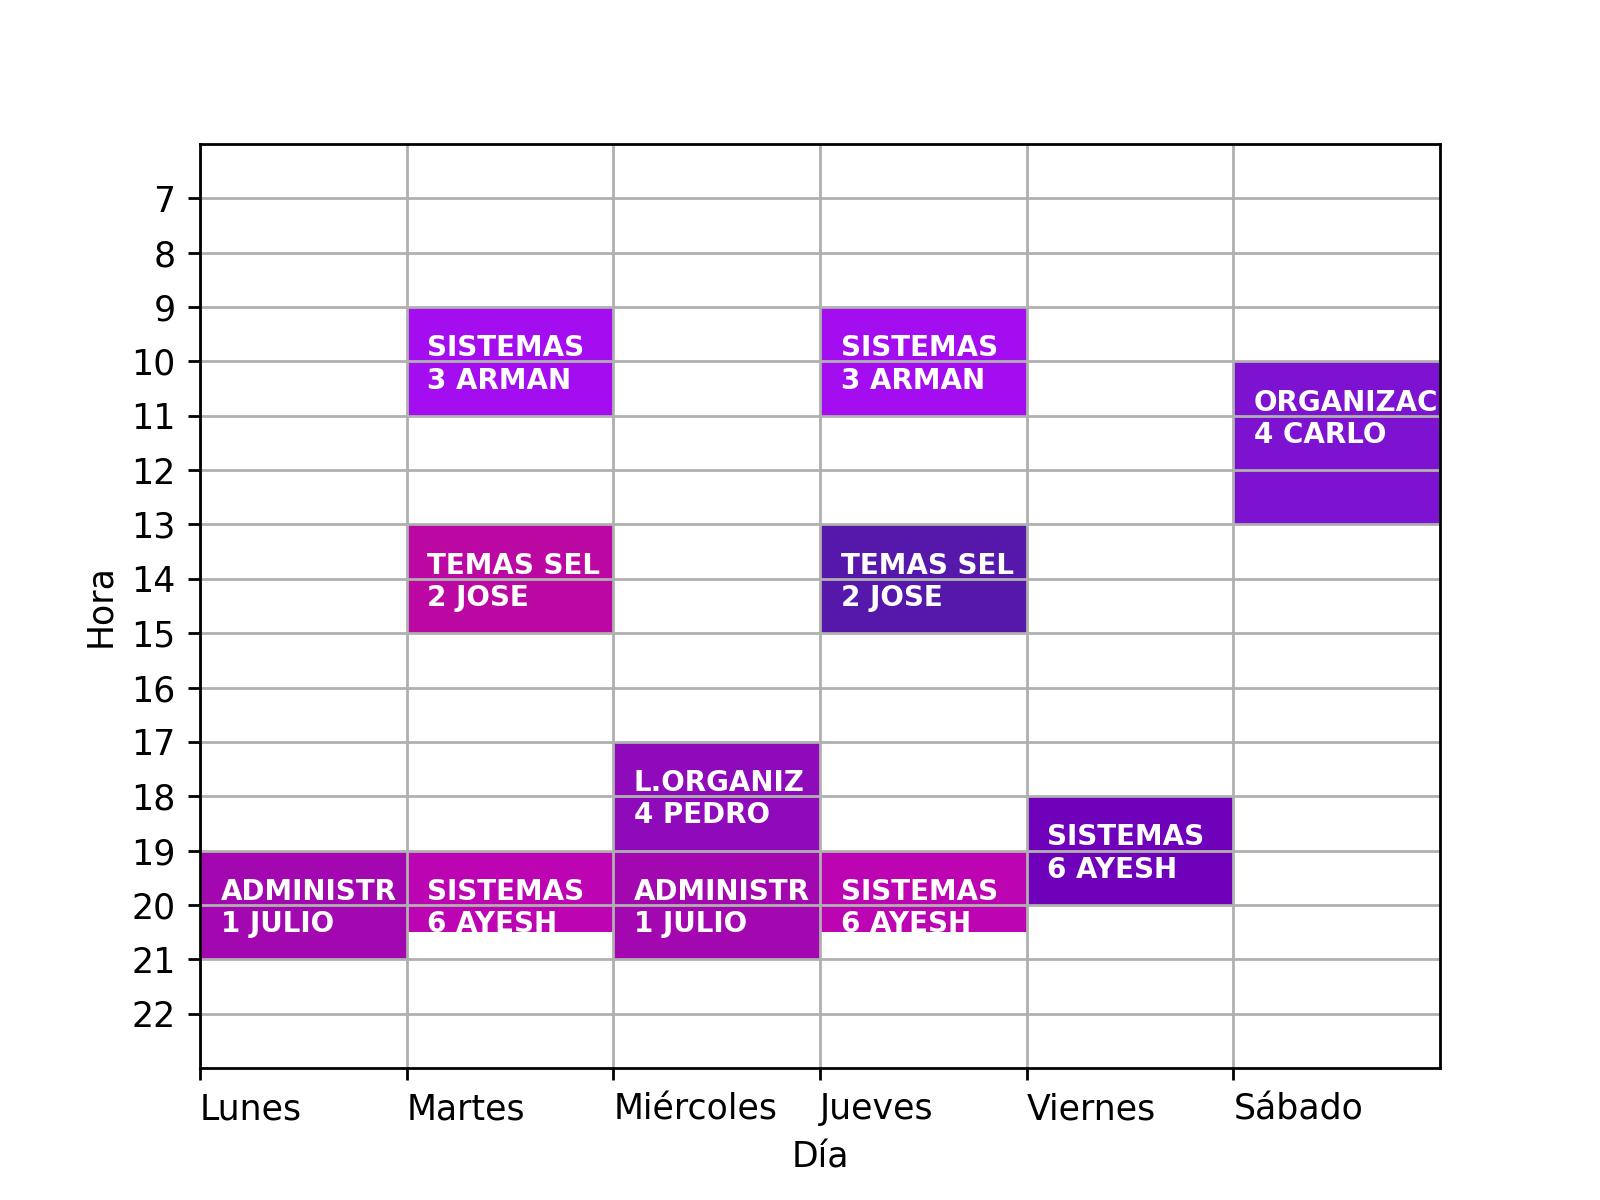 7
8
9
SISTEMAS
3 ARMAN
SISTEMAS
3 ARMAN
10
ORGANIZAC
4 CARLO
11
12
13
TEMAS SEL
2 JOSE
TEMAS SEL
2 JOSE
14
15
16
17
L.ORGANIZ
4 PEDRO
18
SISTEMAS
6 AYESH
19
ADMINISTR
1 JULIO
SISTEMAS
6 AYESH
ADMINISTR
1 JULIO
SISTEMAS
6 AYESH
20
21
22
Hora
Lunes Martes Miércoles Jueves Viernes Sábado
Día